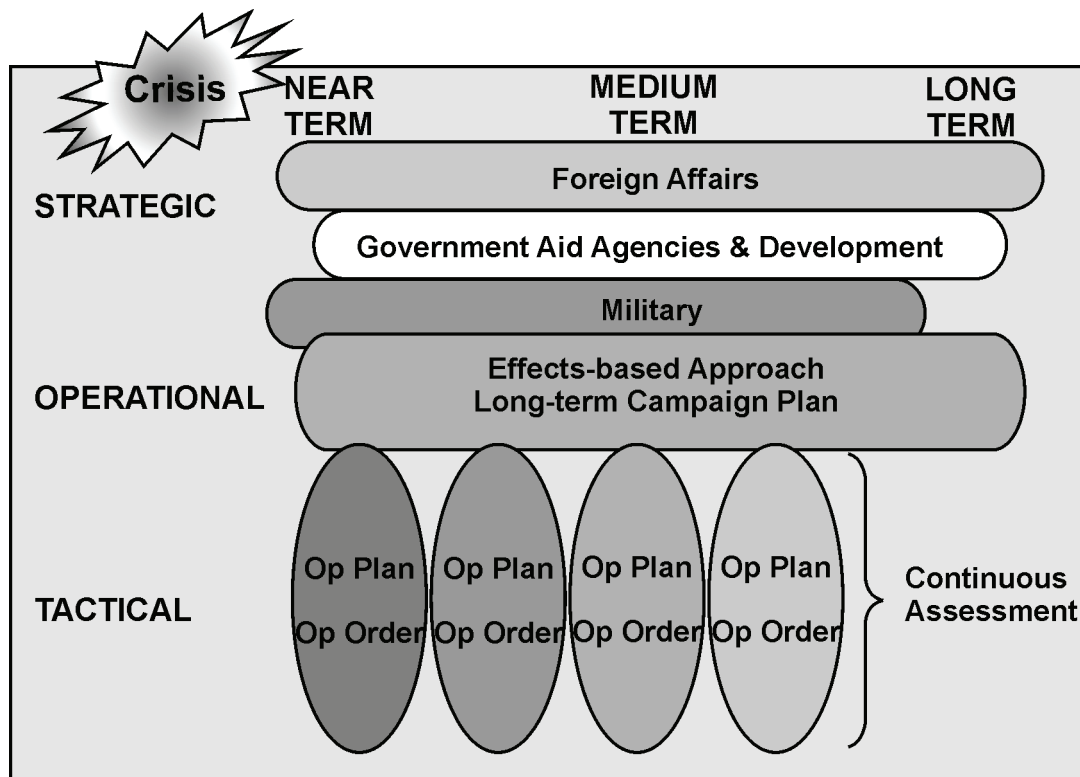 Crisis
NEAR
TERM
MEDIUM
TERM
LONG
TERM
STRATEGIC
Foreign Affairs
Government Aid Agencies & Development
Military
OPERATIONAL
Effects-based Approach
Long-term Campaign Plan
TACTICAL
Op Plan
Op Order
Op Plan
Op Order
Op Plan
Op Order
Op Plan
Op Order
Continuous
Assessment